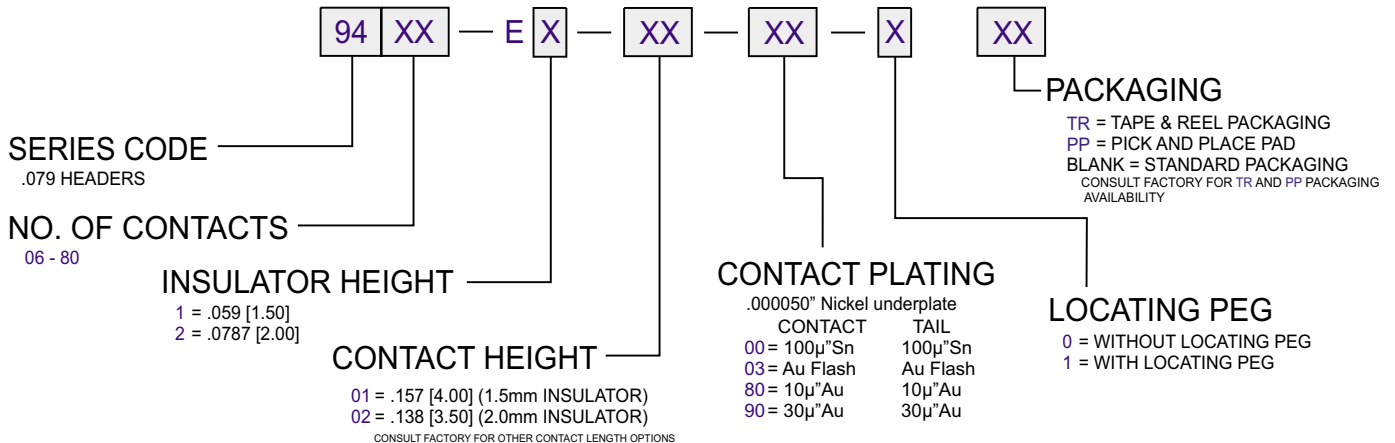 94 XX — E X — XX — XX — X XX
PACKAGING
TR = TAPE & REEL PACKAGING
PP = PICK AND PLACE PAD
BLANK = STANDARD PACKAGING
CONSULT FACTORY FOR TR AND PP PACKAGING
AVAILABILITY
SERIES CODE
.079 HEADERS
NO. OF CONTACTS
06 - 80
INSULATOR HEIGHT
1 = .059 [1.50]
2 = .0787 [2.00]
CONTACT HEIGHT
01 = .157 [4.00] (1.5mm INSULATOR)
02 = .138 [3.50] (2.0mm INSULATOR)
CONSULT FACTORY FOR OTHER CONTACT LENGTH OPTIONS
CONTACT PLATING
.000050” Nickel underplate
CONTACT TAIL
00 = 100µ”Sn 100µ”Sn
03 = Au Flash Au Flash
80 = 10µ”Au 10µ”Au
90 = 30µ”Au 30µ”Au
LOCATING PEG
0 = WITHOUT LOCATING PEG
1 = WITH LOCATING PEG